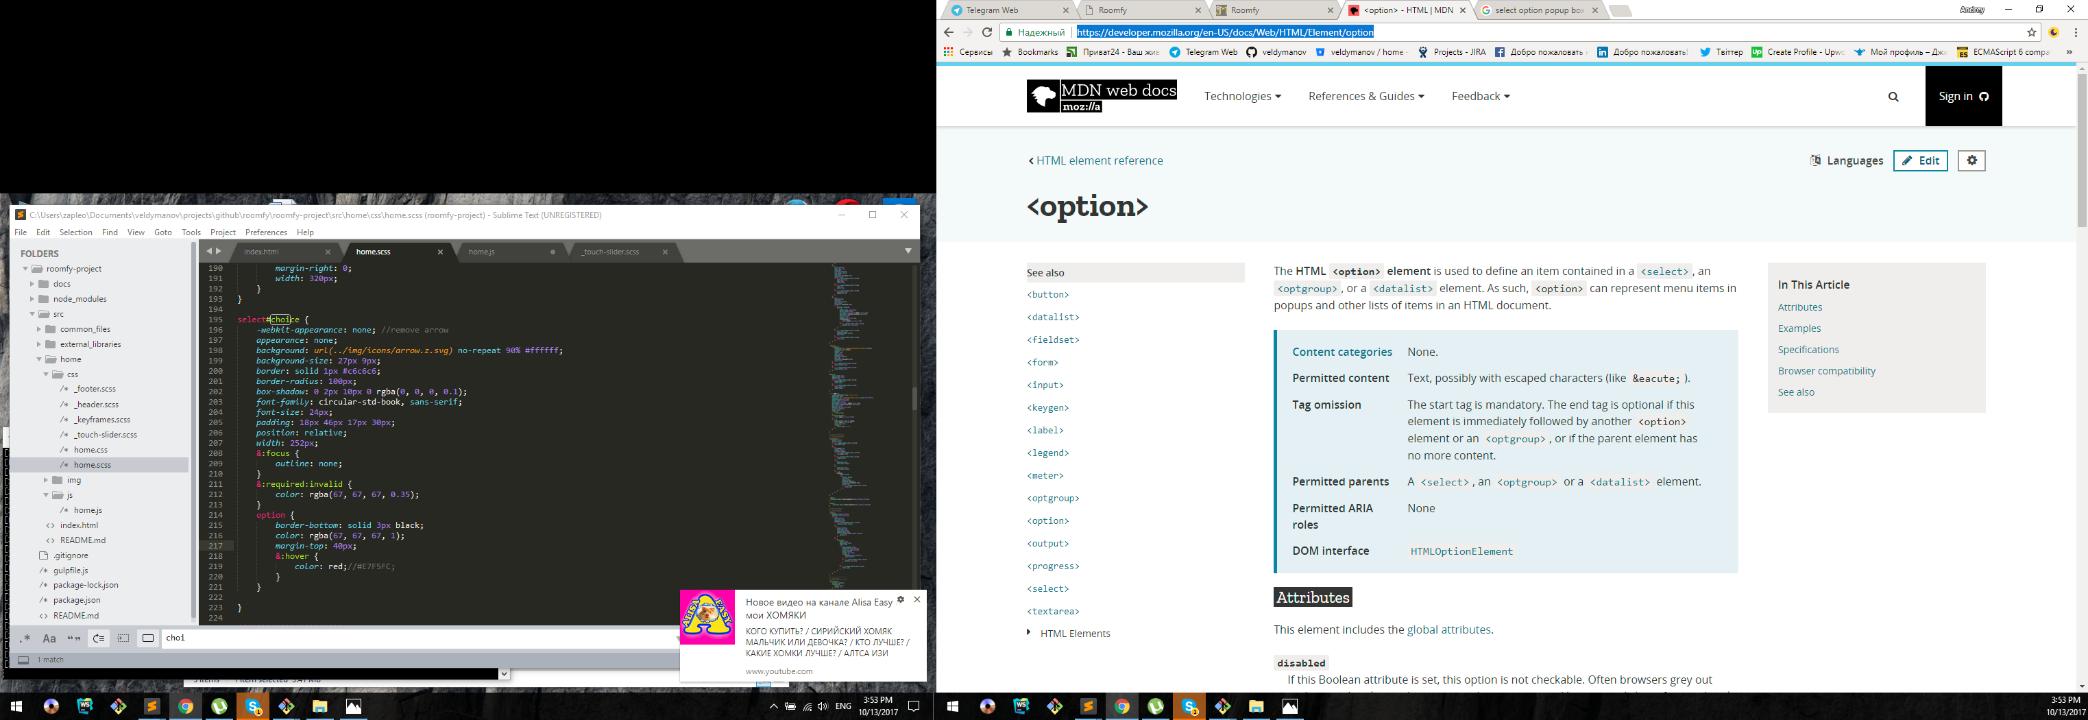 C:\Users\zapleo\Documents\veldymanov\projects\github\roomfy\roomfy-project\src\home\css\home.scss (roomfy-project) - Sublime Text (UNREGISTERED)
File Edit Selection Find View Goto Tools Project Preferences Help
FOLDERS
roomfy-project
docs
node_modules
src
common_files
external_libraries
home
css
_footer.scss
_header.scss
_keyframes.scss
_touch-slider.scss
home.css
home.scss
img
js
home.js
index.html
README.md
.gitignore
gulpfile.js
package-lock.json
package.json
README.md
index.html home.scss home.js _touch-slider.scss
190 margin-right: 0;
191 width: 320px;
192 }
193 }
194
195 select#choice {
196 -webkit-appearance: none; //remove arrow
197 appearance: none;
198 background: url(../img/icons/arrow.z.svg) no-repeat 90% #ffffff;
199 background-size: 27px 9px;
200 border: solid 1px #c6c6c6;
201 border-radius: 100px;
202 box-shadow: 0 2px 10px 0 rgba(0, 0, 0, 0.1);
203 font-family: circular-std-book, sans-serif;
204 font-size: 24px;
205 padding: 18px 46px 17px 30px;
206 position: relative;
207 width: 252px;
208 &:focus {
209 outline: none;
210 }
211 &:required:invalid {
212 color: rgba(67, 67, 67, 0.35);
213 }
214 option {
215 border-bottom: solid 3px black;
216 color: rgba(67, 67, 67, 1);
217 margin-top: 40px;
218 &:hover {
219 color: red;//#E7F5FC;
220 }
221 }
222
223 }
224
.* Aa “” choi
1 match
Новое видео на канале Alisa Easy
мои ХОМЯКИ
КОГО КУПИТЬ? / СИРИЙСКИЙ ХОМЯК
МАЛЬЧИК ИЛИ ДЕВОЧКА? / КТО ЛУЧШЕ? /
КАКИЕ ХОМКИ ЛУЧШЕ? / АЛТСА ИЗИ
www.youtube.com
ENG
3:53 PM
10/13/2017
Telegram Web Roomfy Roomfy <option> - HTML | MDN select option popup box
Andrey
Надежный https://developer.mozilla.org/en-US/docs/Web/HTML/Element/option
Сервисы Bookmarks Приват24 - Ваш жив Telegram Web veldymanov veldymanov / home Projects - JIRA Добро пожаловать Добро пожаловать! Твіттер Create Profile - Upwo Мой профиль – Дж ECMAScript 6 compa »
MDN web docs
moz://a
Technologies References & Guides Feedback Sign in
HTML element reference
Languages Edit
<option>
See also
<button>
<datalist>
<fieldset>
<form>
<input>
<keygen>
<label>
<legend>
<meter>
<optgroup>
<option>
<output>
<progress>
<select>
<textarea>
HTML Elements
The HTML <option> element is used to define an item contained in a <select>, an
<optgroup>, or a <datalist> element. As such, <option> can represent menu items in
popups and other lists of items in an HTML document.
Content categories None.
Permitted content Text, possibly with escaped characters (like &eacute;).
Tag omission The start tag is mandatory. The end tag is optional if this
element is immediately followed by another <option>
element or an <optgroup>, or if the parent element has
no more content.
Permitted parents A <select>, an <optgroup> or a <datalist> element.
Permitted ARIA roles None
DOM interface HTMLOptionElement
Attributes
This element includes the global attributes.
disabled
If this Boolean attribute is set, this option is not checkable. Often browsers grey out
In This Article
Attributes
Examples
Specifications
Browser compatibility
See also
3:53 PM
10/13/2017